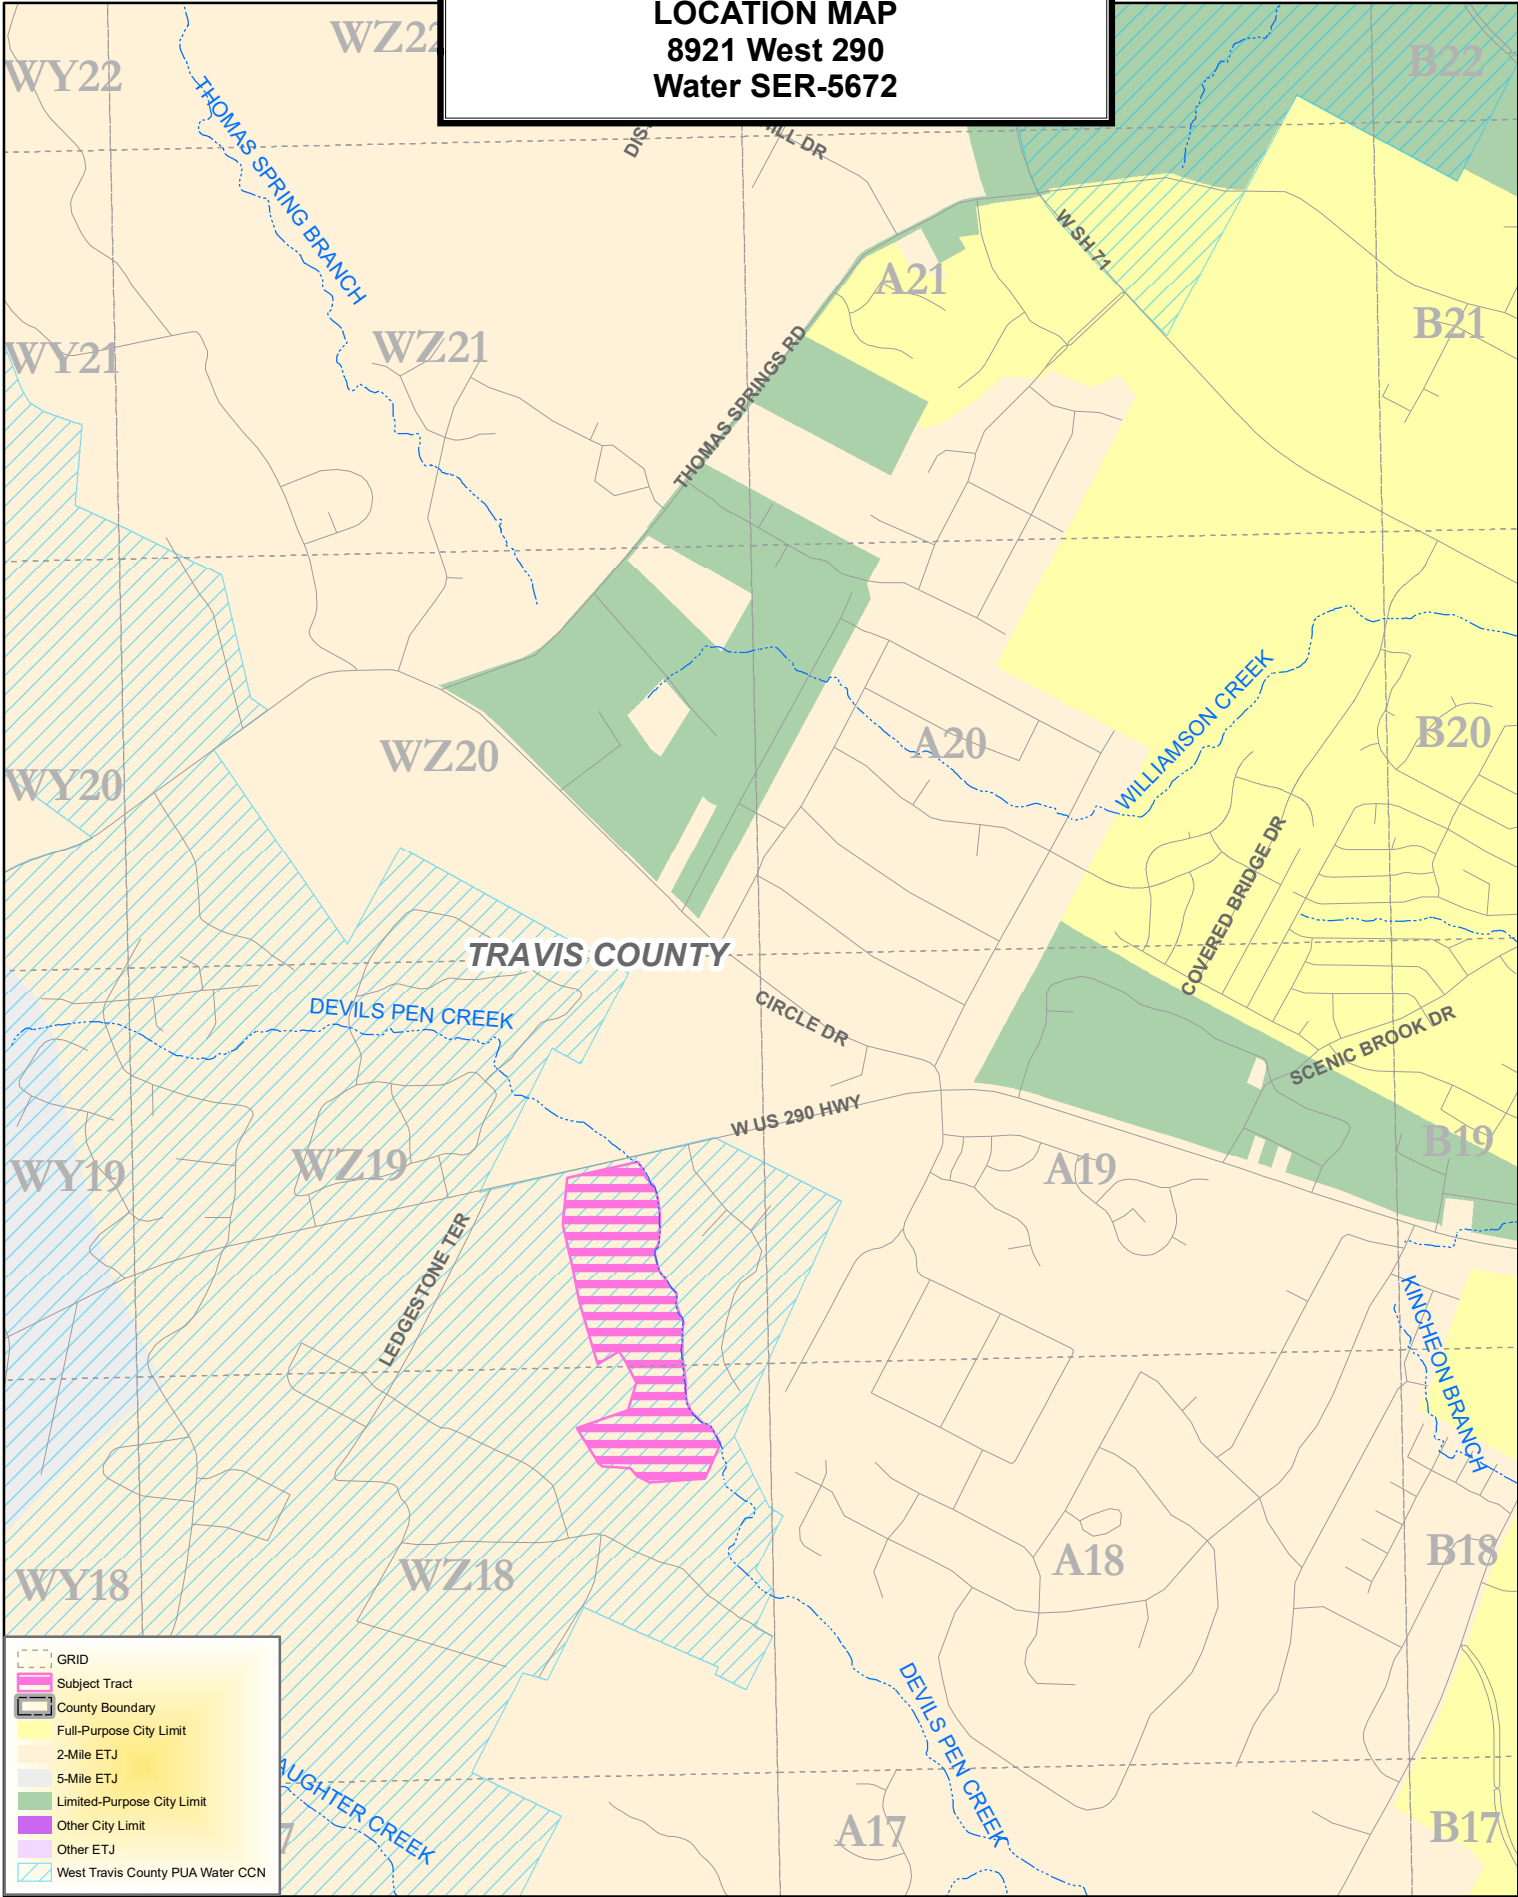 LOCATION MAP
8921 West 290
Water SER-5672
WY22
WZ22
B22
THOMAS SPRING BRANCH
HILL DR
W SH 71
A21
B21
WY21
WZ21
THOMAS SPRINGS RD
WILLIAMSON CREEK
WY20
WZ20
A20
B20
COVERED BRIDGE DR
TRAVIS COUNTY
DEVILS PEN CREEK
CIRCLE DR
SCENIC BROOK DR
W US 290 HWY
WY19
WZ19
A19
B19
LEDGESTONE TER
KINCHEON BRANCH
WY18
WZ18
A18
B18
DEVILS PEN CREEK
AUGHTER CREEK
7
A17
B17
GRID
Subject Tract
County Boundary
Full-Purpose City Limit
2-Mile ETJ
5-Mile ETJ
Limited-Purpose City Limit
Other City Limit
Other ETJ
West Travis County PUA Water CCN